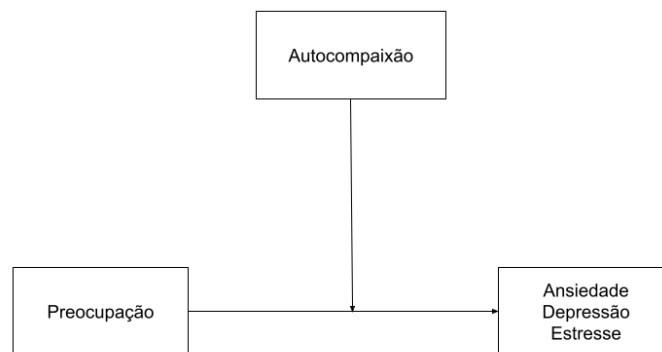 Autocompaixão
Preocupação
Ansiedade
Depressão
Estresse